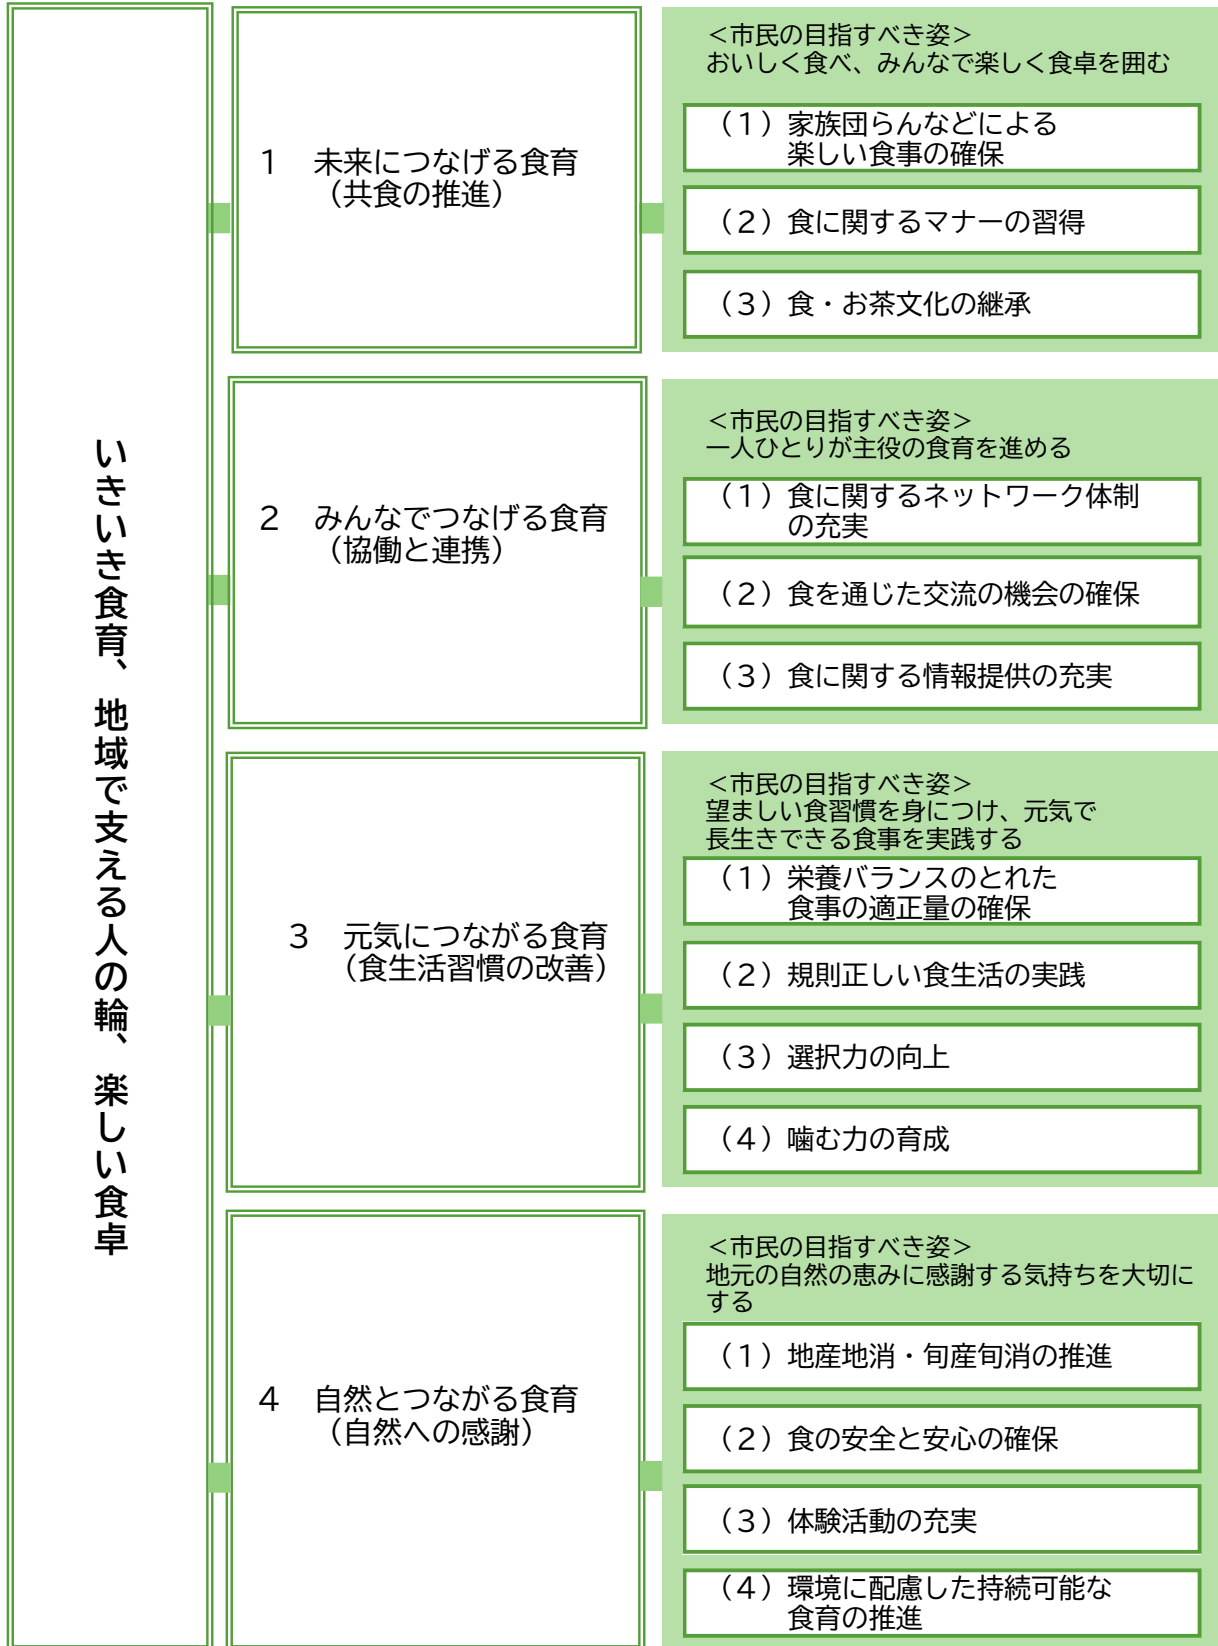 いきいき食育、地域で支える人の輪、楽しい食卓
1　未来につなげる食育
（共食の推進）
＜市民の目指すべき姿＞
おいしく食べ、みんなで楽しく食卓を囲む
（1）家族団らんなどによる
楽しい食事の確保
（2）食に関するマナーの習得
（3）食・お茶文化の継承
2　みんなでつなげる食育
（協働と連携）
＜市民の目指すべき姿＞
一人ひとりが主役の食育を進める
（1）食に関するネットワーク体制
の充実
（2）食を通じた交流の機会の確保
（3）食に関する情報提供の充実
3　元気につながる食育
（食生活習慣の改善）
＜市民の目指すべき姿＞
望ましい食習慣を身につけ、元気で
長生きできる食事を実践する
（1）栄養バランスのとれた
食事の適正量の確保
（2）規則正しい食生活の実践
（3）選択力の向上
（4）噛む力の育成
4　自然とつながる食育
（自然への感謝）
＜市民の目指すべき姿＞
地元の自然の恵みに感謝する気持ちを大切に
する
（1）地産地消・旬産旬消の推進
（2）食の安全と安心の確保
（3）体験活動の充実
（4）環境に配慮した持続可能な
食育の推進